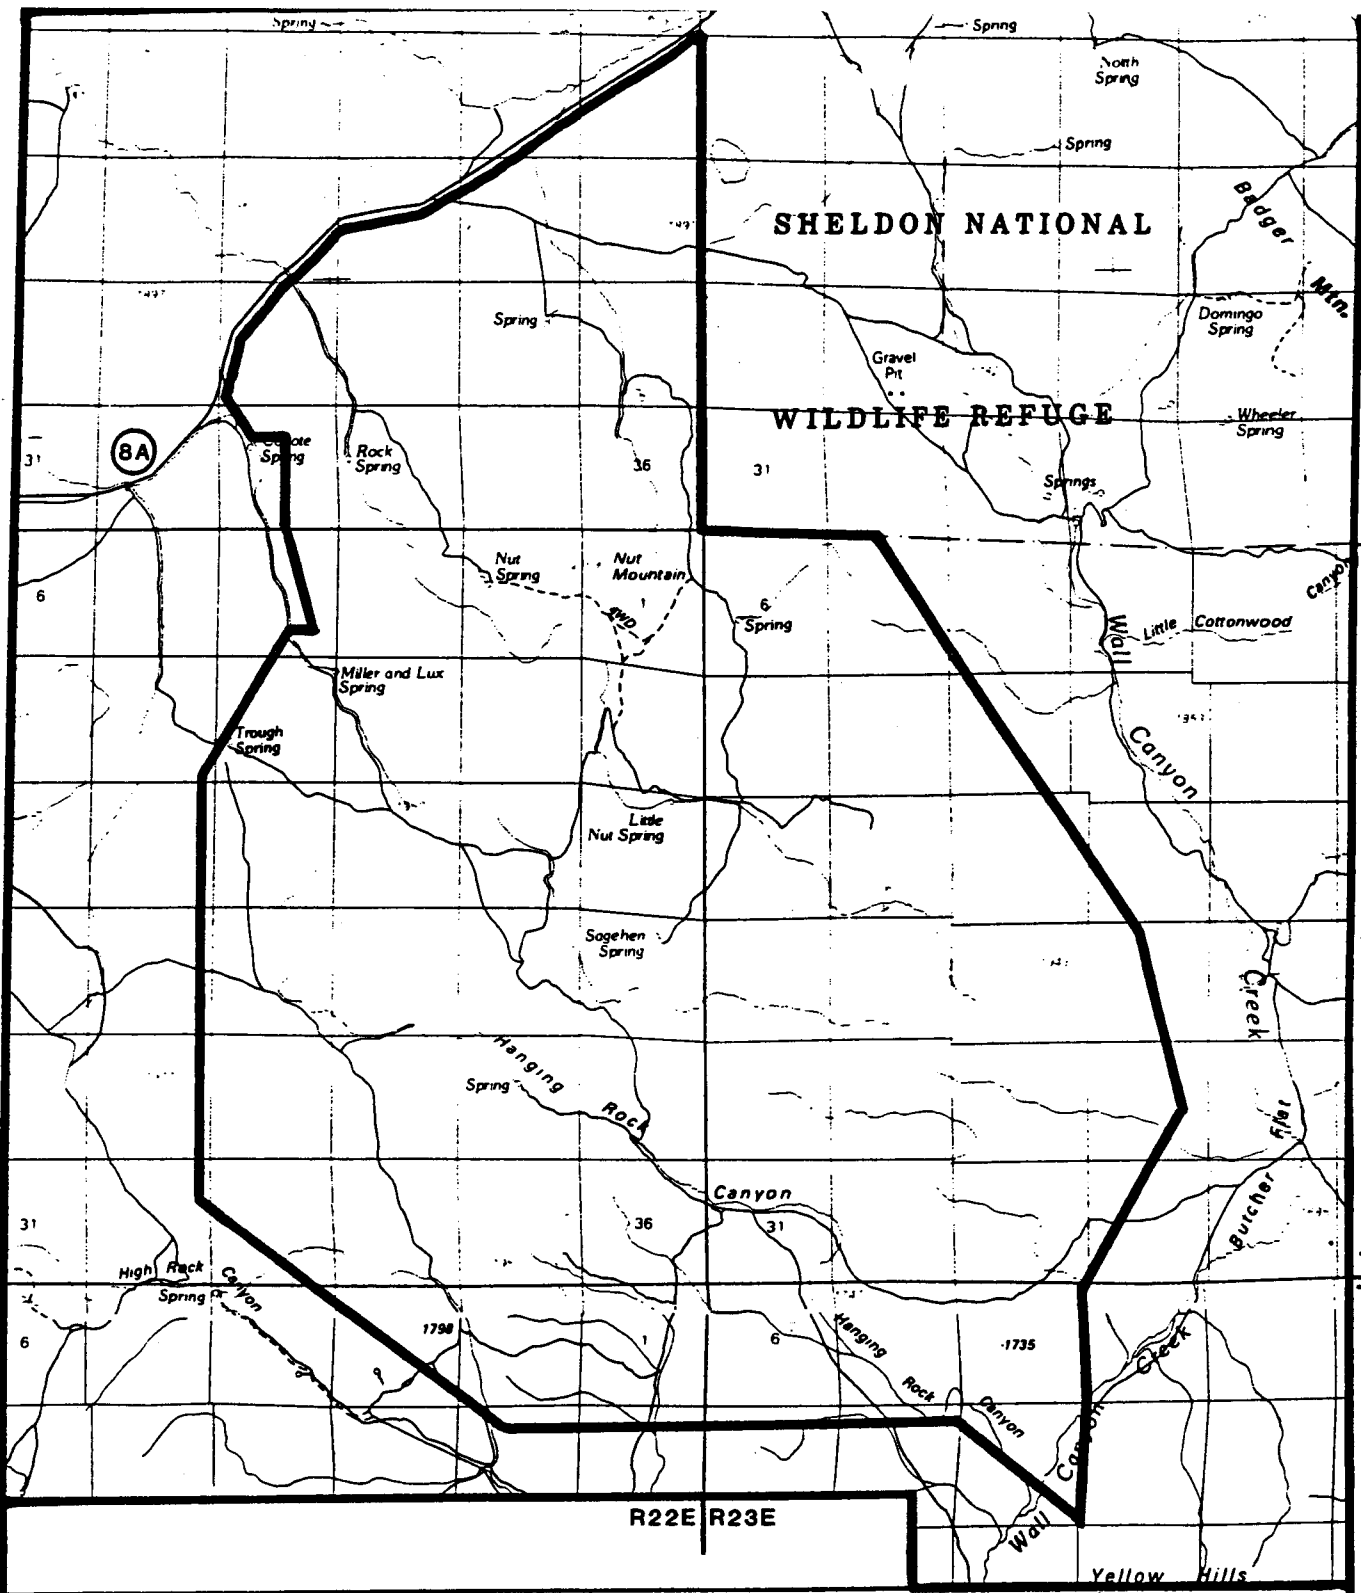 Spring
Spring
North
Spring
Spring
Badger
Mtn.
SHELDON NATIONAL
Domingo
Spring
Spring
Gravel
Pit
WILDLIFE REFUGE
Wheeler
Spring
8A
Spring
Rock
Spring
31
36
31
Springs
Nut
Spring
Nut
Mountain
Canyon
6
1
6
4WD
Spring
Wall
Little Cottonwood
Miller and Lux
Spring
Trough
Spring
Canyon
Little
Nut Spring
Sagehen
Spring
Creek
Hanging
Spring
Rock
Flat
Canyon
Butcher
31
36
31
High Rock
Spring
Canyon
6
1798
1
6
Hanging
1735
Creek
Rock
Canyon
Canyon
Wall
R22E R23E
Yellow Hills